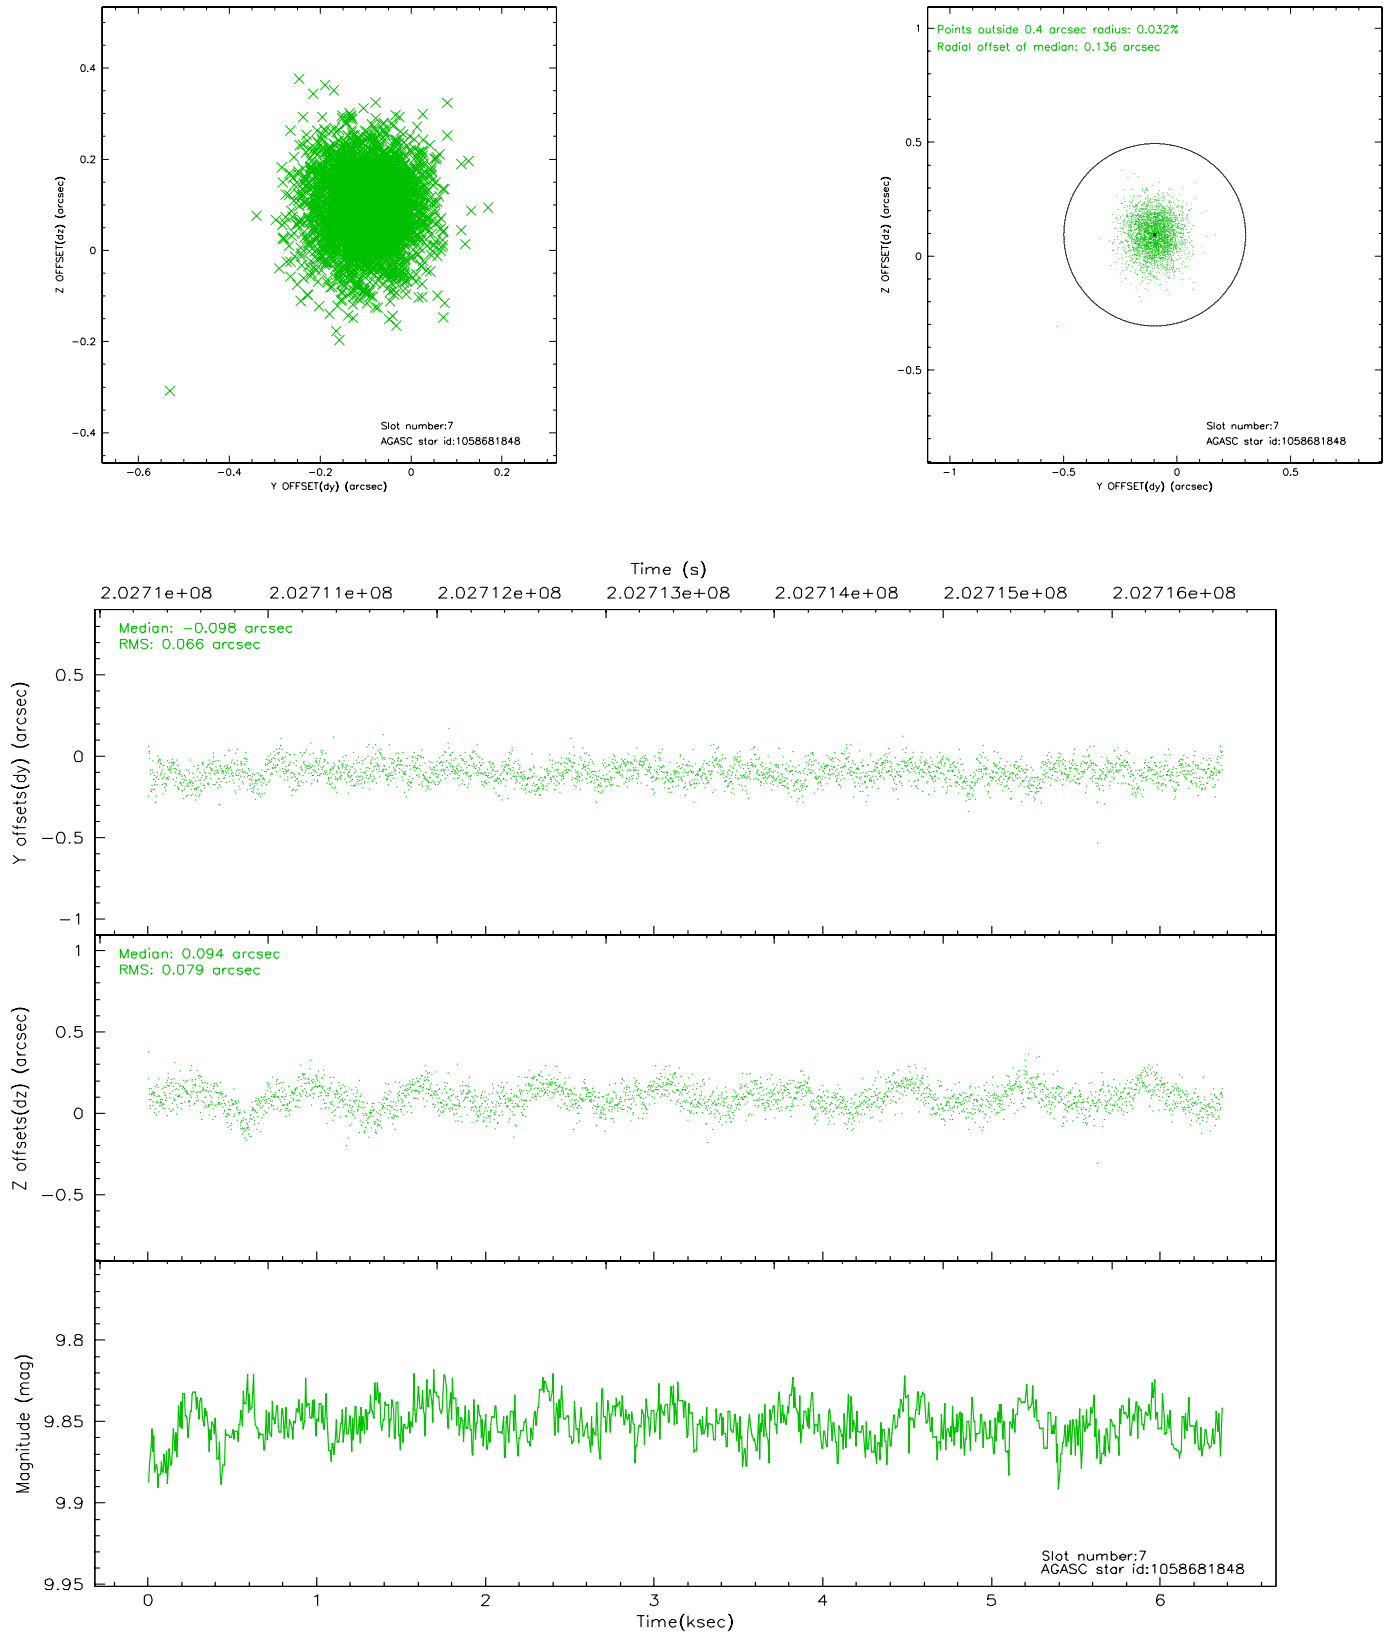 0.4
0.2
0
−0.2
−0.4
Z OFFSET(dz) (arcsec)
Slot number:7
AGASC star id:1058681848
−0.6
−0.4
−0.2
0
0.2
Y OFFSET(dy) (arcsec)
Points outside 0.4 arcsec radius: 0.032%
Radial offset of median: 0.136 arcsec
1
0.5
0
−0.5
Z OFFSET(dz) (arcsec)
Slot number:7
AGASC star id:1058681848
−1
−0.5
0
0.5
Y OFFSET(dy) (arcsec)
Time (s)
2.0271e+08
2.02711e+08
2.02712e+08
2.02713e+08
2.02714e+08
2.02715e+08
2.02716e+08
Median: −0.098 arcsec
RMS: 0.066 arcsec
0.5
0
−0.5
−1
Y offsets(dy) (arcsec)
Median: 0.094 arcsec
RMS: 0.079 arcsec
1
0.5
0
−0.5
Z offsets(dz) (arcsec)
9.8
9.85
9.9
9.95
Magnitude (mag)
Slot number:7
AGASC star id:1058681848
0
1
2
3
4
5
6
Time(ksec)